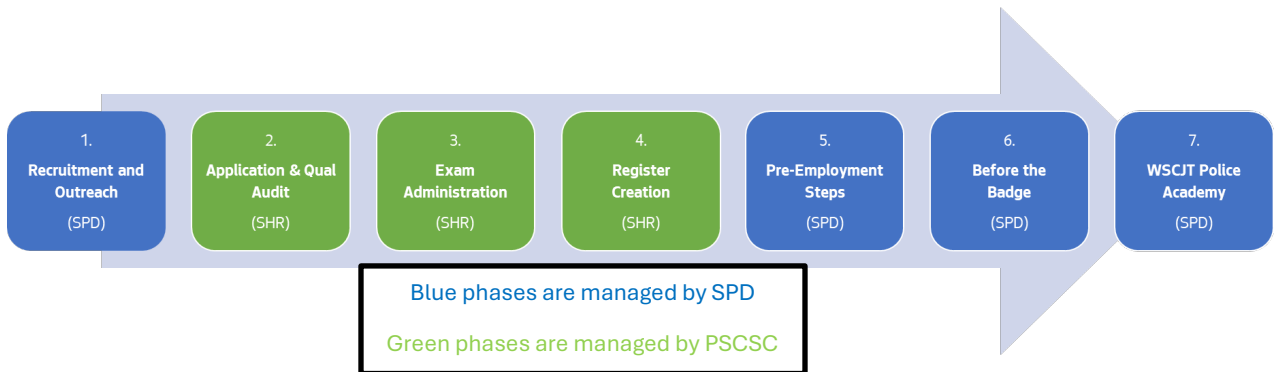 1.
Recruitment and
Outreach
(SPD)
2.
Application & Qual
Audit
(SHR)
3.
Exam
Administration
(SHR)
4.
Register
Creation
(SHR)
5.
Pre-Employment
Steps
(SPD)
6.
Before the
Badge
(SPD)
7.
WSCJT Police
Academy
(SPD)
Blue phases are managed by SPD
Green phases are managed by PSCSC